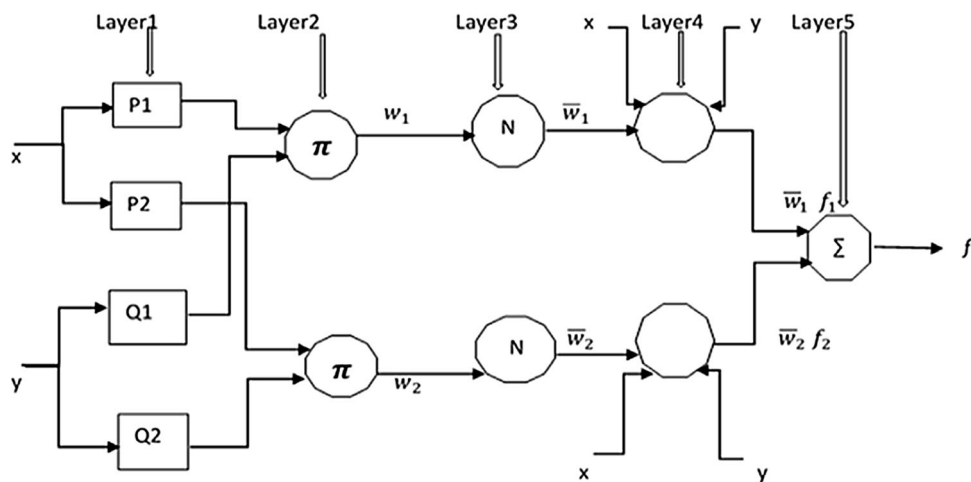 Layer1 Layer2 Layer3 x Layer4 y Layer5
P1
x
π
w₁
N
w̅₁
P2
w̅₁ f₁
Σ
f
Q1
y
π
w₂
N
w̅₂
w̅₂ f₂
Q2
x
y